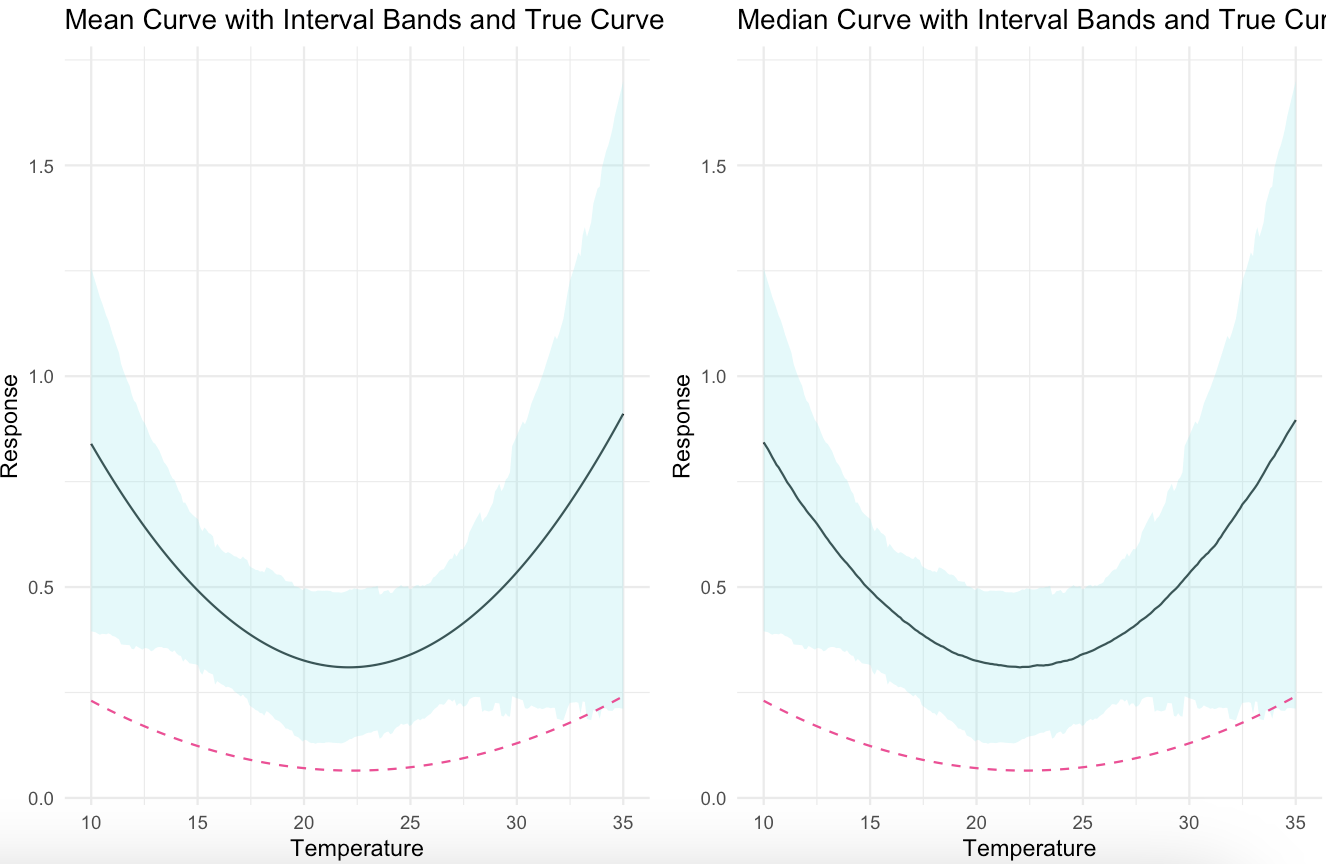 Mean Curve with Interval Bands and True Curve
Response
1.5
1.0
0.5
0.0
10 15 20 25 30 35
Temperature
Median Curve with Interval Bands and True Cur
Response
1.5
1.0
0.5
0.0
10 15 20 25 30 35
Temperature